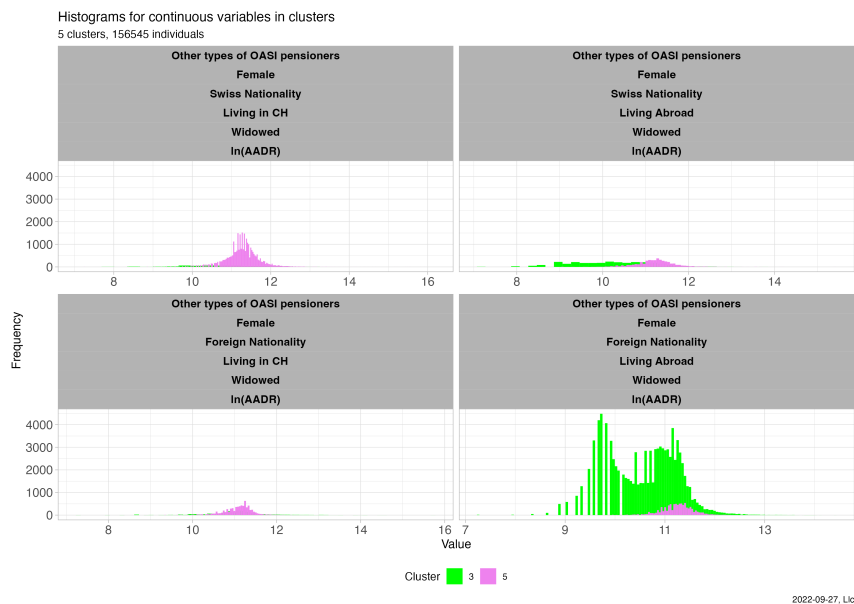 Histograms for continuous variables in clusters
5 clusters, 156545 individuals
Other types of OASI pensioners
Female
Swiss Nationality
Living in CH
Widowed
ln(AADR)
Other types of OASI pensioners
Female
Swiss Nationality
Living Abroad
Widowed
ln(AADR)
4000
3000
2000
1000
0
8 10 12 14 16
8 10 12 14
Other types of OASI pensioners
Female
Foreign Nationality
Living in CH
Widowed
ln(AADR)
Other types of OASI pensioners
Female
Foreign Nationality
Living Abroad
Widowed
ln(AADR)
4000
3000
2000
1000
0
8 10 12 14 16
7 9 11 13
Frequency
Value
Cluster 3 5
2022-09-27, Llc